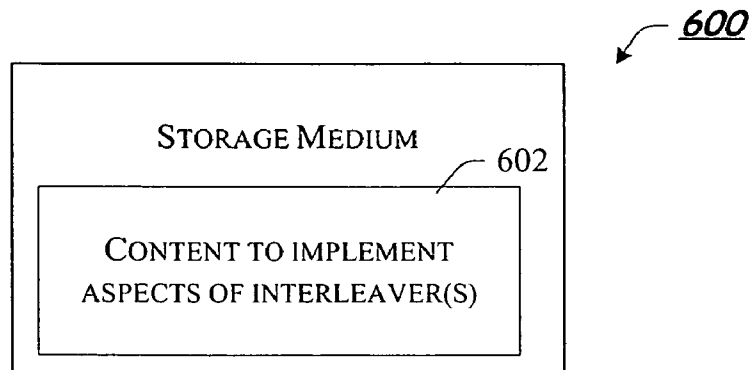 600
STORAGE MEDIUM
602
CONTENT TO IMPLEMENT
ASPECTS OF INTERLEAVER(S)